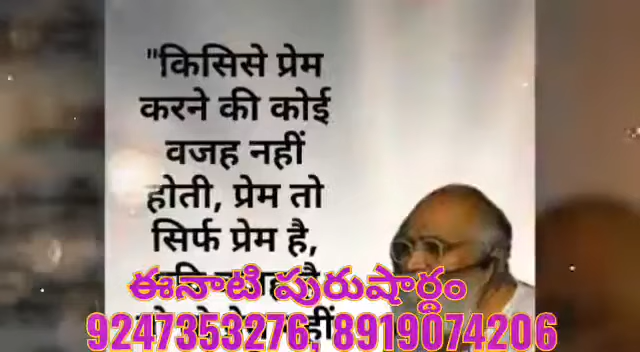 "किसिसे प्रेम
करने की कोई
वजह नहीं
होती, प्रेम तो
सिर्फ प्रेम है,
ఈనాటి పురుషార్థం
9247353276, 8919074206